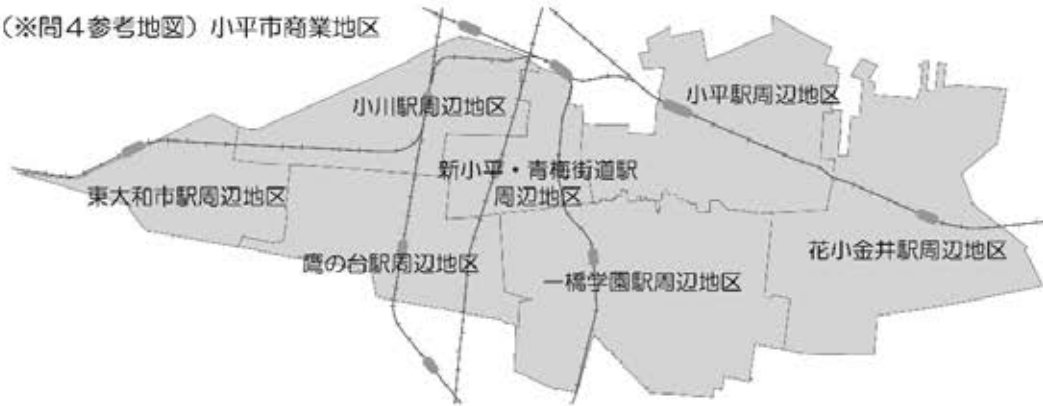 (※問4参考地図) 小平市商業地区
小川駅周辺地区
小平駅周辺地区
新小平・青梅街道駅
周辺地区
東大和市駅周辺地区
鷹の台駅周辺地区
一橋学園駅周辺地区
花小金井駅周辺地区